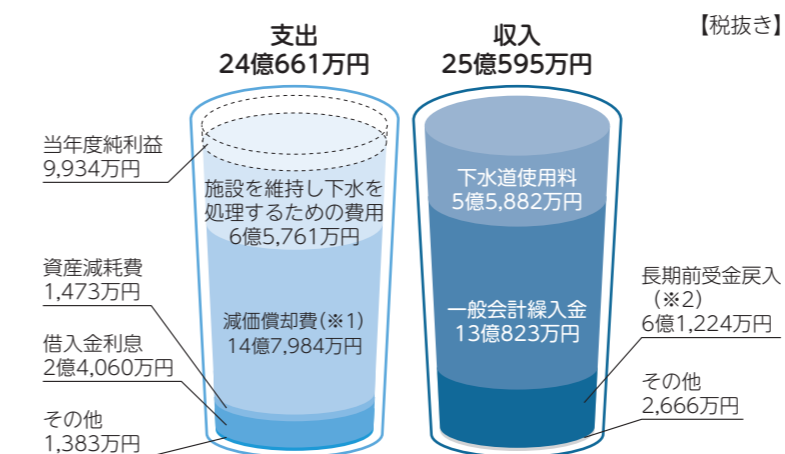 【税抜き】
支出
24億661万円
収入
25億595万円
当年度純利益
9,934万円
施設を維持し下水を
処理するための費用
6億5,761万円
資産減耗費
1,473万円
減価償却費(※1)
14億7,984万円
借入金利息
2億4,060万円
その他
1,383万円
下水道使用料
5億5,882万円
一般会計繰入金
13億823万円
長期前受金戻入
(※2)
6億1,224万円
その他
2,666万円